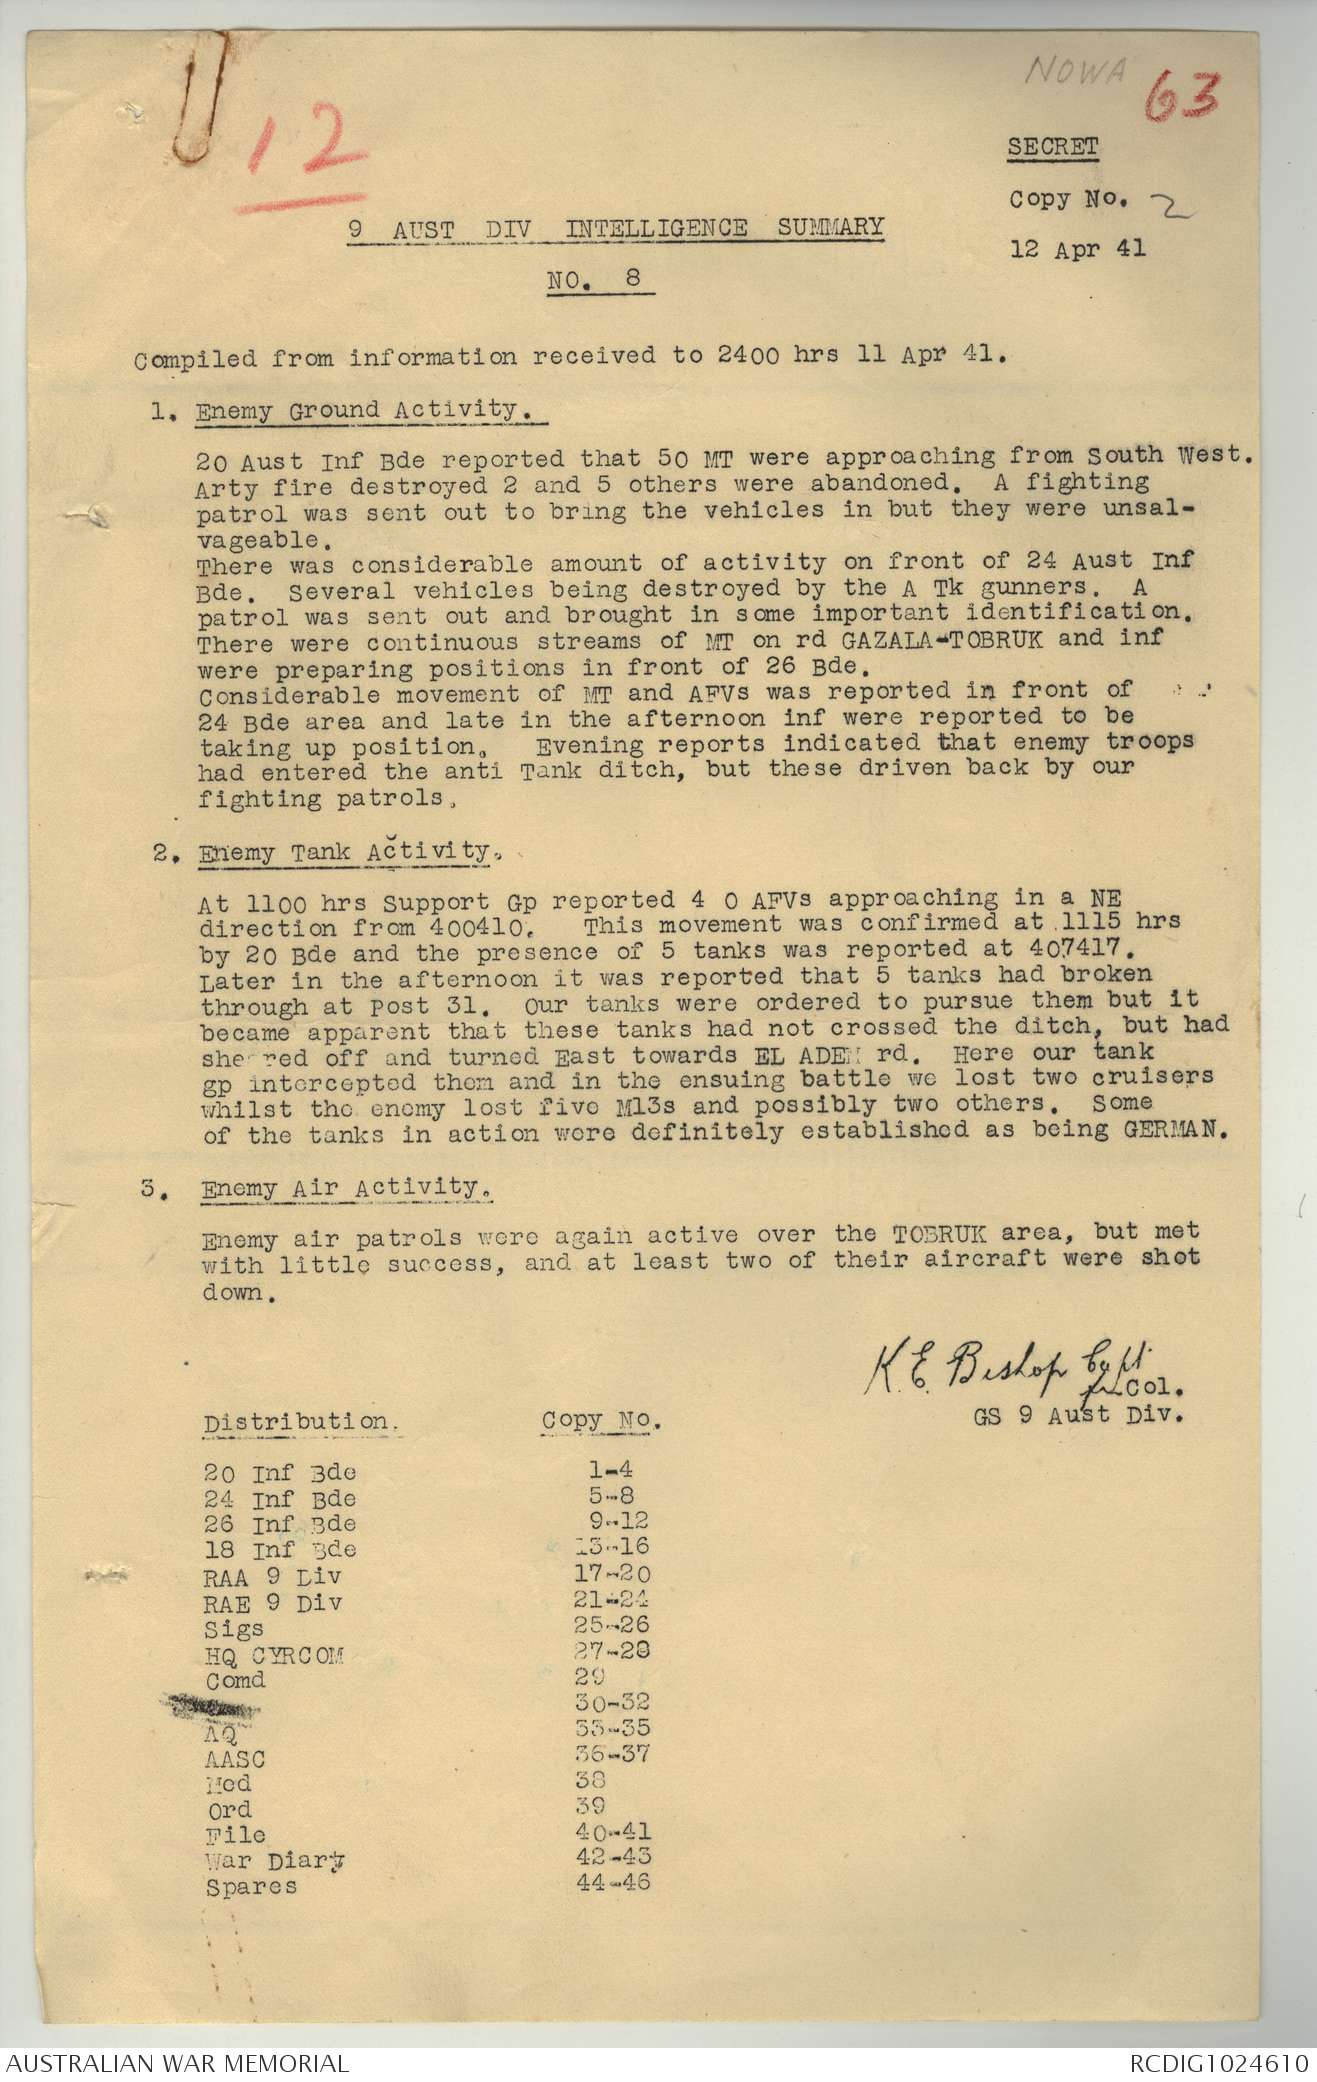 NOWA 63
12
SECRET
Copy No. 2
9 AUST DIV INTELLIGENCE SUMMARY
12 Apr 41
NO. 8
Compiled from information received to 2400 hrs 11 Apr 41.
1. Enemy Ground Activity.
20 Aust Inf Bde reported that 50 MT were approaching from South West.
Arty fire destroyed 2 and 5 others were abandoned. A fighting
patrol was sent out to bring the vehicles in but they were unsal-
vageable.
There was considerable amount of activity on front of 24 Aust Inf
Bde. Several vehicles being destroyed by the A Tk gunners. A
patrol was sent out and brought in some important identification.
There were continuous streams of MT on rd GAZALA-TOBRUK and inf
were preparing positions in front of 26 Bde.
Considerable movement of MT and AFVs was reported in front of
24 Bde area and late in the afternoon inf were reported to be
taking up position. Evening reports indicated that enemy troops
had entered the anti Tank ditch, but these driven back by our
fighting patrols.
2. Enemy Tank Activity.
At 1100 hrs Support Gp reported 4 0 AFVs approaching in a NE
direction from 400410. This movement was confirmed at 1115 hrs
by 20 Bde and the presence of 5 tanks was reported at 407417.
Later in the afternoon it was reported that 5 tanks had broken
through at Post 31. Our tanks were ordered to pursue them but it
became apparent that these tanks had not crossed the ditch, but had
sheered off and turned East towards EL ADEM rd. Here our tank
gp intercepted them and in the ensuing battle we lost two cruisers
whilst the enemy lost five M13s and possibly two others. Some
of the tanks in action were definitely established as being GERMAN.
3. Enemy Air Activity.
Enemy air patrols were again active over the TOBRUK area, but met
with little success, and at least two of their aircraft were shot
down.
K.E. Bishop Capt
for Col.
GS 9 Aust Div.
Distribution. Copy No.
20 Inf Bde 1-4
24 Inf Bde 5-8
26 Inf Bde 9-12
18 Inf Bde 13-16
RAA 9 Div 17-20
RAE 9 Div 21-24
Sigs 25-26
HQ CYRCOM 27-28
Comd 29
30-32
AQ 33-35
AASC 36-37
Med 38
Ord 39
File 40-41
War Diary 42-43
Spares 44-46
AUSTRALIAN WAR MEMORIAL RCDIG1024610